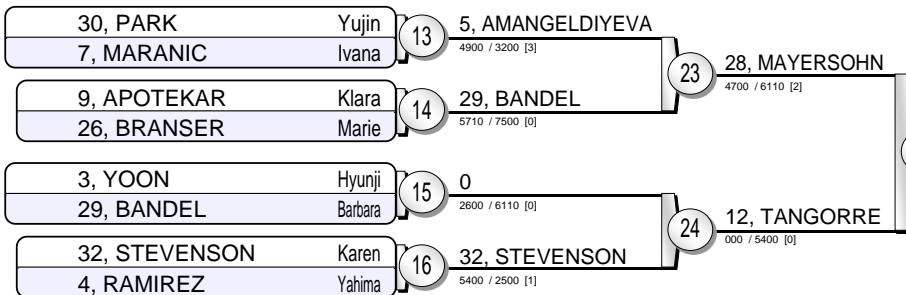 30, PARK Yujin
7, MARANIC Ivana
13
5, AMANGELDIYEVA
4900 / 3200 [3]
9, APOTEKAR Klara
26, BRANSER Marie
14
29, BANDEL
5710 / 7500 [0]
23
28, MAYERSOHN
4700 / 6110 [2]
3, YOON Hyunji
29, BANDEL Barbara
15
0
2600 / 6110 [0]
32, STEVENSON Karen
4, RAMIREZ Yahima
16
32, STEVENSON
5400 / 2500 [1]
24
12, TANGORRE
000 / 5400 [0]